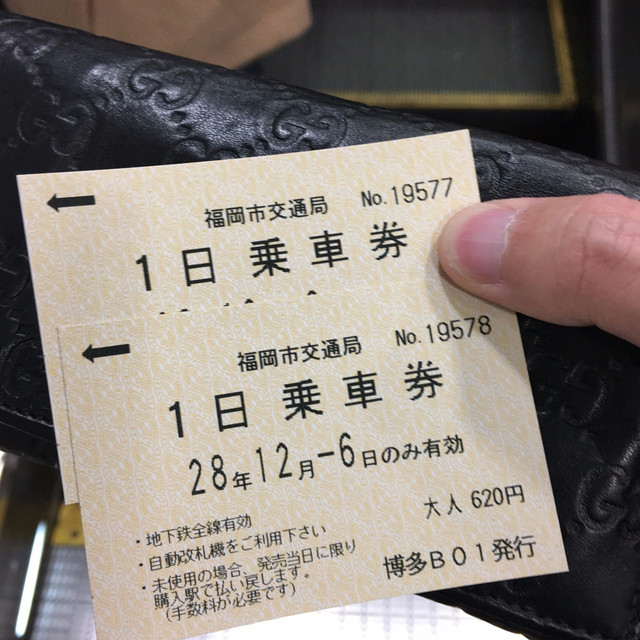 福岡市交通局 No.19577
1日乗車券
福岡市交通局 No.19578
1日乗車券
28年12月-6日のみ有効
大人 620円
・地下鉄全線有効
・自動改札機をご利用下さい
・未使用の場合、発売当日に限り
購入駅で払い戻します。
(手数料が必要です)
博多B01発行